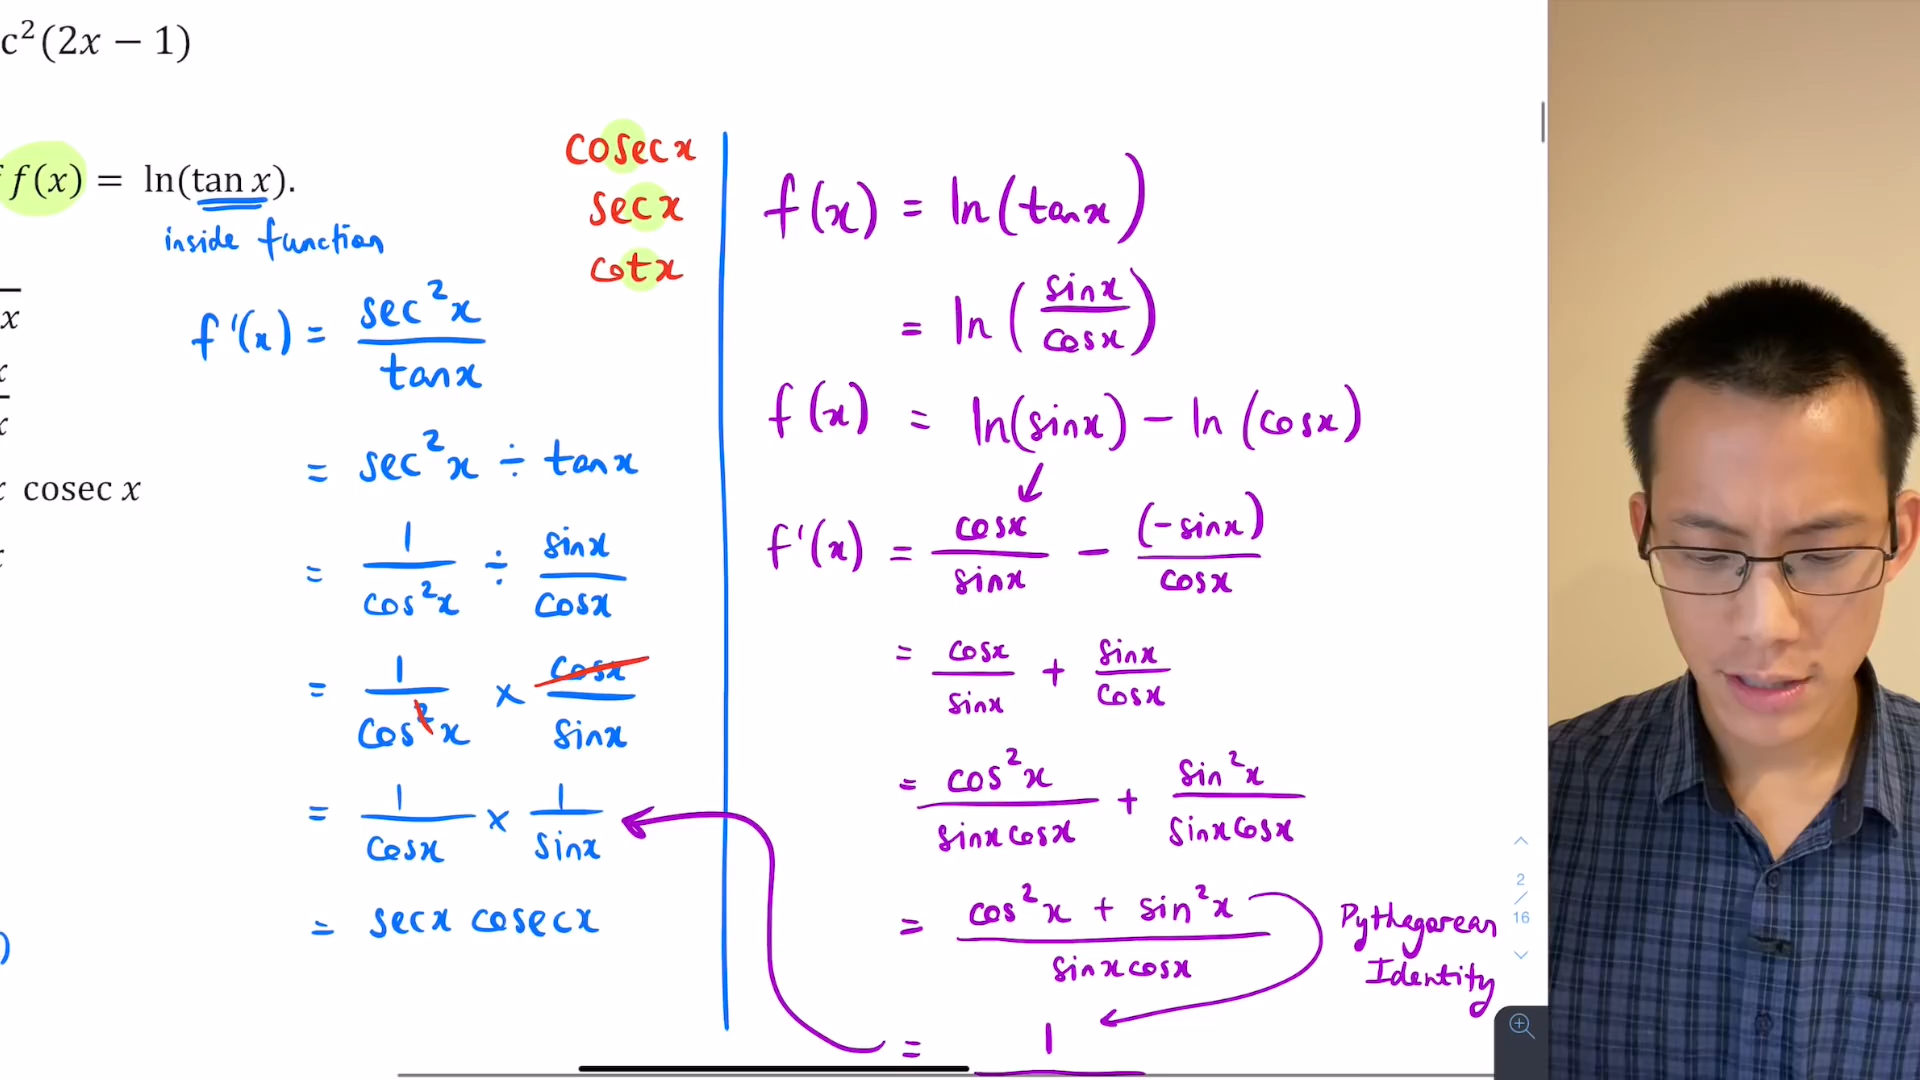 c²(2x − 1)
f(x) = ln(tan x).
inside function
x
x cosec x
cosec x
sec x
cot x
f'(x) = sec²x / tan x
= sec²x ÷ tan x
= 1/cos²x ÷ sin x/cos x
= 1/cos²x × cos x/sin x
= 1/cos x × 1/sin x
= sec x cosec x
)
f(x) = ln(tan x)
= ln(sin x/cos x)
f(x) = ln(sin x) − ln(cos x)
f'(x) = cos x/sin x − (−sin x)/cos x
= cos x/sin x + sin x/cos x
= cos²x/sin x cos x + sin²x/sin x cos x
= cos²x + sin²x / sin x cos x
Pythagorean
Identity
= 1
2
/
16